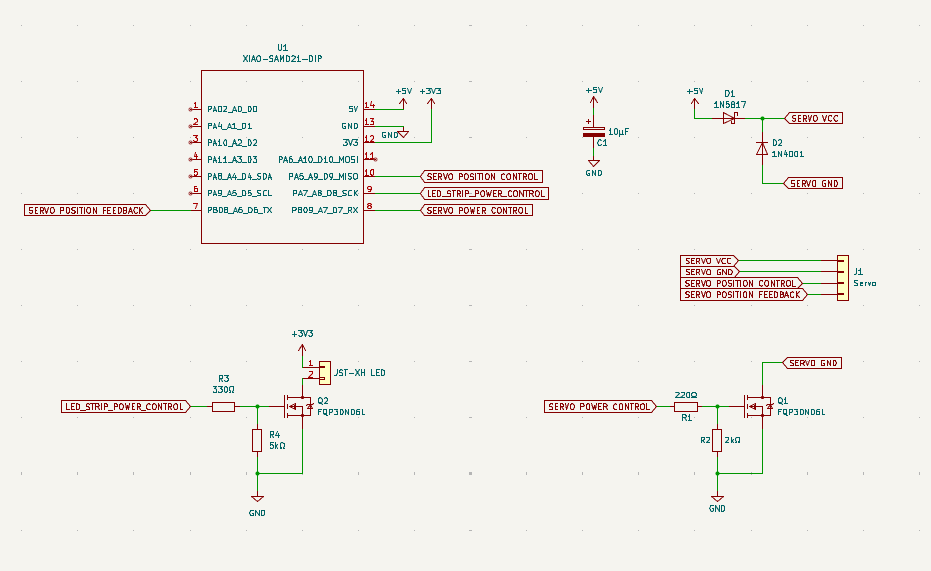 U1
XIAO-SAMD21-DIP
1 PA02_A0_D0
2 PA4_A1_D1
3 PA10_A2_D2
4 PA11_A3_D3
5 PA8_A4_D4_SDA
6 PA9_A5_D5_SCL
7 PB08_A6_D6_TX
5V 14
GND 13
3V3 12
PA6_A10_D10_MOSI 11
PA5_A9_D9_MISO 10
PA7_A8_D8_SCK 9
PB09_A7_D7_RX 8
+5V
+3V3
GND
SERVO POSITION FEEDBACK
SERVO POSITION CONTROL
LED_STRIP_POWER_CONTROL
SERVO POWER CONTROL
+5V
+
10µF
C1
GND
+5V
D1
1N5817
SERVO VCC
D2
1N4001
SERVO GND
SERVO VCC
SERVO GND
SERVO POSITION CONTROL
SERVO POSITION FEEDBACK
J1
Servo
+3V3
1
2
JST-XH LED
R3
330Ω
LED_STRIP_POWER_CONTROL
Q2
FQP30N06L
R4
5kΩ
GND
SERVO GND
220Ω
SERVO POWER CONTROL
R1
Q1
FQP30N06L
R2 2kΩ
GND